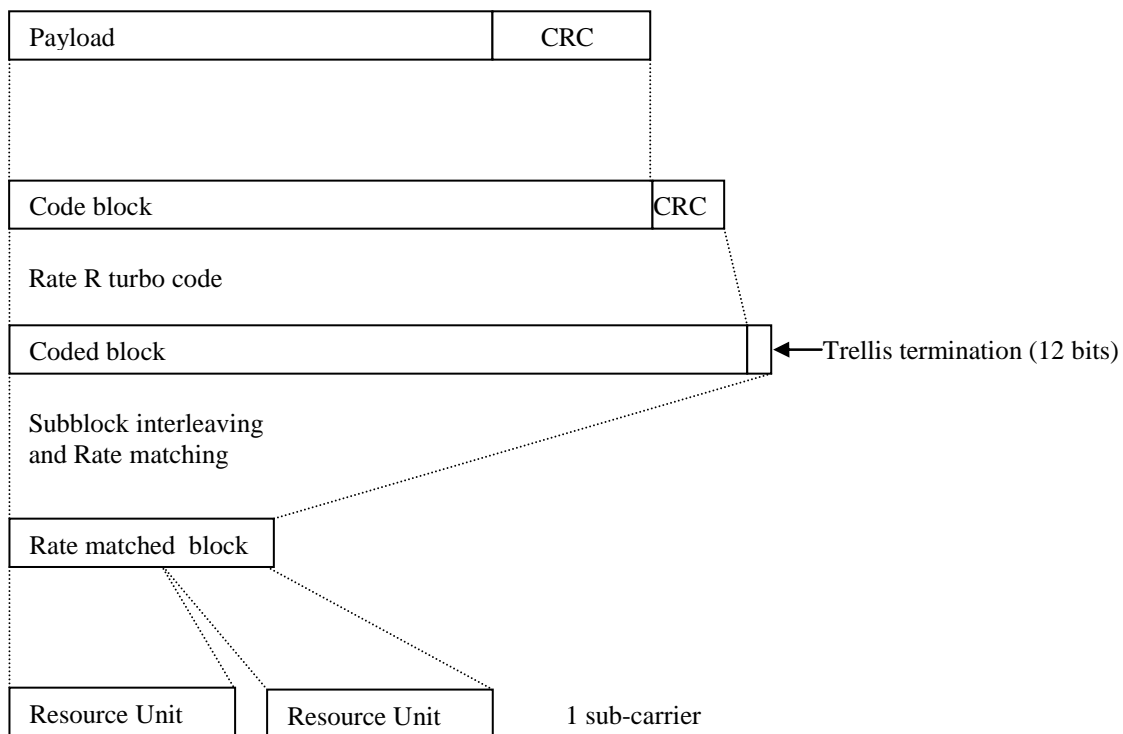 Payload CRC
Code block CRC
Rate R turbo code
Coded block Trellis termination (12 bits)
Subblock interleaving
and Rate matching
Rate matched block
Resource Unit Resource Unit 1 sub-carrier